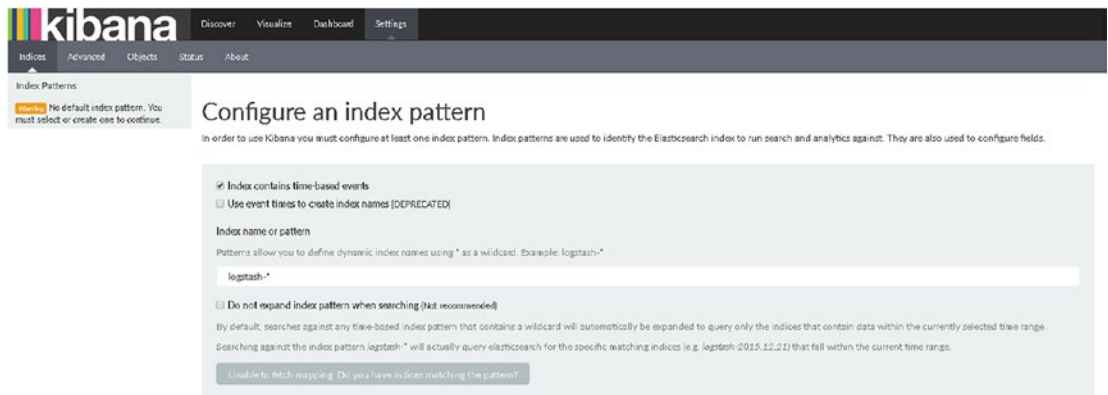 kibana
Discover Visualize Dashboard Settings
Indices Advanced Objects Status About
Index Patterns
Warning No default index pattern. You
must select or create one to continue.
Configure an index pattern
In order to use Kibana you must configure at least one index pattern. Index patterns are used to identify the Elasticsearch index to run search and analytics against. They are also used to configure fields.
Index contains time-based events
Use event times to create index names [DEPRECATED]
Index name or pattern
Patterns allow you to define dynamic index names using * as a wildcard. Example: logstash-*
logstash-*
Do not expand index pattern when searching (Not recommended)
By default, searches against any time-based index pattern that contains a wildcard will automatically be expanded to query only the indices that contain data within the currently selected time range.
Searching against the index pattern logstash-* will actually query elasticsearch for the specific matching indices (e.g. logstash-2015.12.21) that fall within the current time range.
Unable to fetch mapping. Do you have indices matching the pattern?